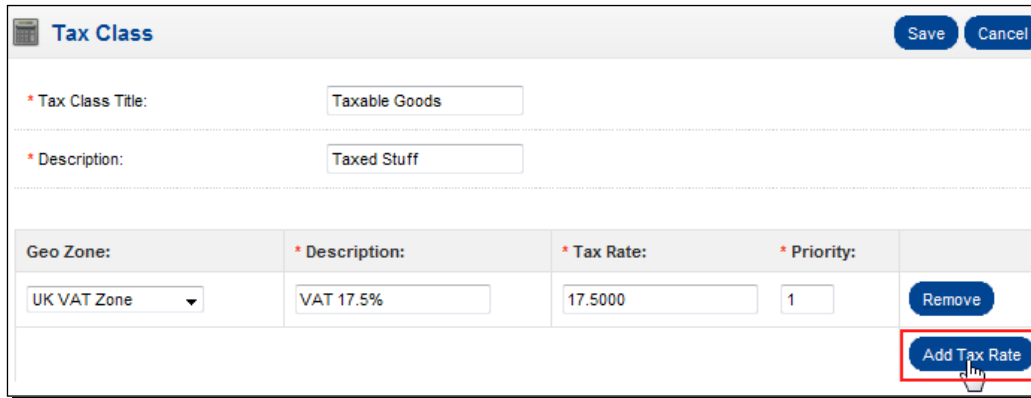 Tax Class Save Cancel
* Tax Class Title: Taxable Goods
* Description: Taxed Stuff
Geo Zone: * Description: * Tax Rate: * Priority:
UK VAT Zone VAT 17.5% 17.5000 1 Remove
Add Tax Rate